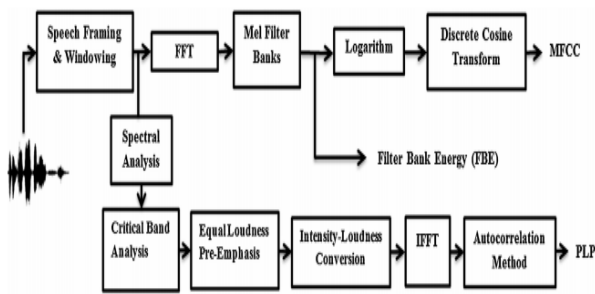 Speech Framing
& Windowing
FFT
Mel Filter
Banks
Logarithm
Discrete Cosine
Transform
MFCC
Spectral
Analysis
Filter Bank Energy (FBE)
Critical Band
Analysis
Equal Loudness
Pre-Emphasis
Intensity-Loudness
Conversion
IFFT
Autocorrelation
Method
PLP